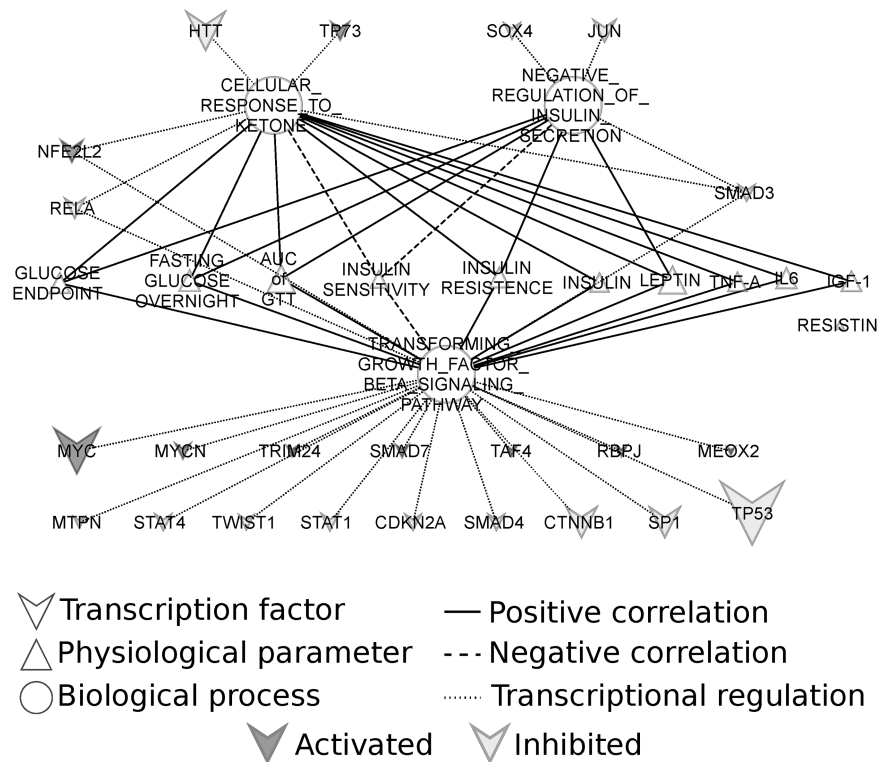 HTT
TP73
SOX4
JUN
CELLULAR_
RESPONSE_TO_
KETONE
NEGATIVE_
REGULATION_OF_
INSULIN_
SECRETION
NFE2L2
RELA
SMAD3
GLUCOSE
ENDPOINT
FASTING
GLUCOSE
OVERNIGHT
AUC
of
GTT
INSULIN
SENSITIVITY
INSULIN
RESISTENCE
INSULIN
LEPTIN
TNF-A
IL6
IGF-1
RESISTIN
TRANSFORMING_
GROWTH_FACTOR_
BETA_SIGNALING_
PATHWAY
MYC
MYCN
TRIM24
SMAD7
TAF4
RBPJ
MEOX2
MTPN
STAT4
TWIST1
STAT1
CDKN2A
SMAD4
CTNNB1
SP1
TP53
Transcription factor
Positive correlation
Physiological parameter
Negative correlation
Biological process
Transcriptional regulation
Activated
Inhibited